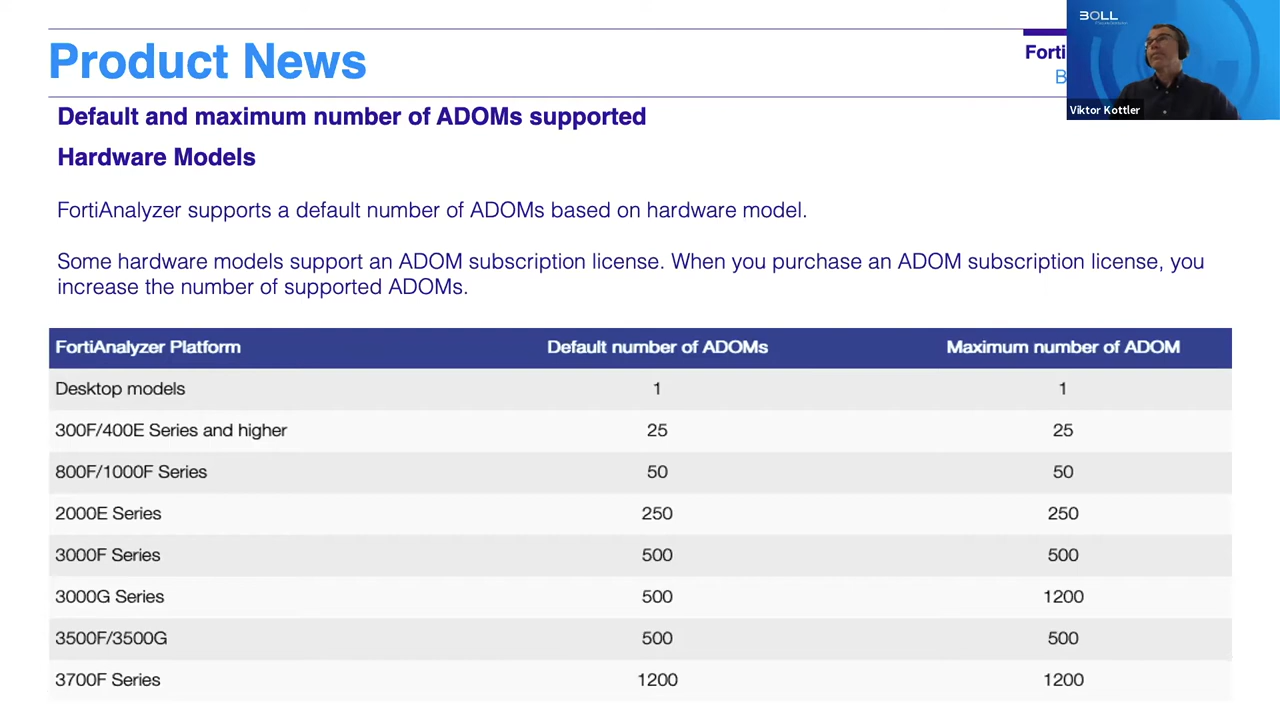 Product News
Forti
B
BOLL
Viktor Kottler
Default and maximum number of ADOMs supported
Hardware Models
FortiAnalyzer supports a default number of ADOMs based on hardware model.
Some hardware models support an ADOM subscription license. When you purchase an ADOM subscription license, you
increase the number of supported ADOMs.
FortiAnalyzer Platform Default number of ADOMs Maximum number of ADOM
Desktop models 1 1
300F/400E Series and higher 25 25
800F/1000F Series 50 50
2000E Series 250 250
3000F Series 500 500
3000G Series 500 1200
3500F/3500G 500 500
3700F Series 1200 1200